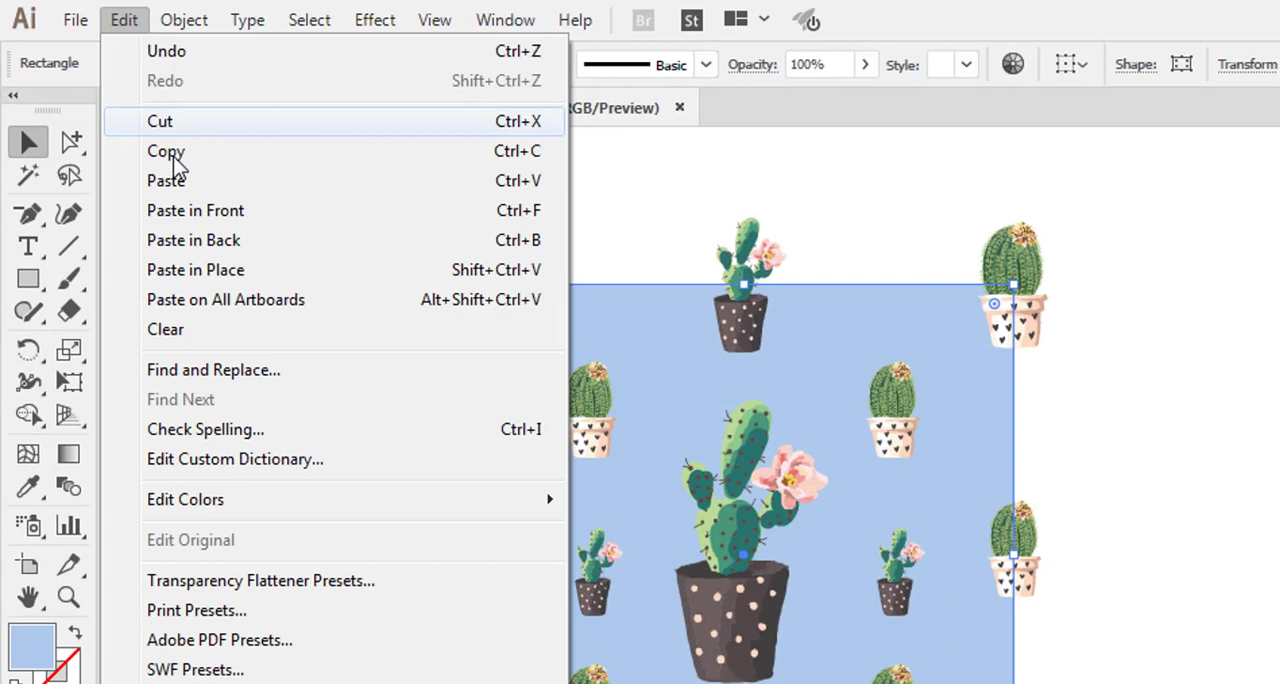 Ai File Edit Object Type Select Effect View Window Help Br St
Rectangle Basic Opacity: 100% Style: Shape: Transform
RGB/Preview) ×
Undo Ctrl+Z
Redo Shift+Ctrl+Z
Cut Ctrl+X
Copy Ctrl+C
Paste Ctrl+V
Paste in Front Ctrl+F
Paste in Back Ctrl+B
Paste in Place Shift+Ctrl+V
Paste on All Artboards Alt+Shift+Ctrl+V
Clear
Find and Replace...
Find Next
Check Spelling... Ctrl+I
Edit Custom Dictionary...
Edit Colors
Edit Original
Transparency Flattener Presets...
Print Presets...
Adobe PDF Presets...
SWF Presets...